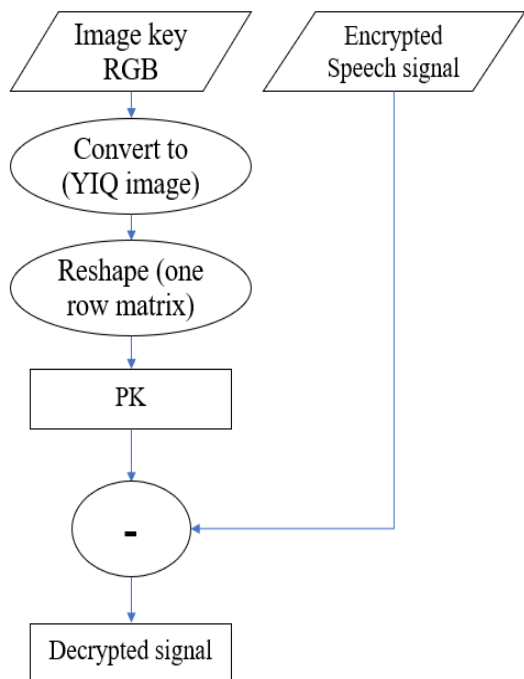 Image key
RGB
Encrypted
Speech signal
Convert to
(YIQ image)
Reshape (one
row matrix)
PK
-
Decrypted signal